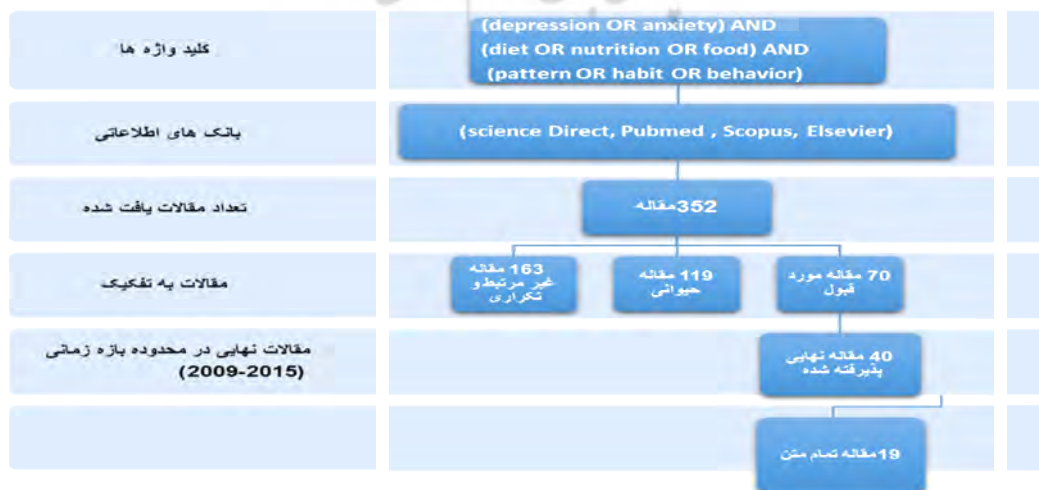 کلید واژه ها
(depression OR anxiety) AND
(diet OR nutrition OR food) AND
(pattern OR habit OR behavior)
بانک های اطلاعاتی
(science Direct, Pubmed , Scopus, Elsevier)
تعداد مقالات یافت شده
352مقاله
مقالات به تفکیک
70 مقاله مورد
قبول
119 مقاله
حیوانی
163 مقاله
غیر مرتبط و
تکراری
مقالات نهایی در محدوده بازه زمانی
(2009-2015)
40 مقاله نهایی
پذیرفته شده
19مقاله تمام متن